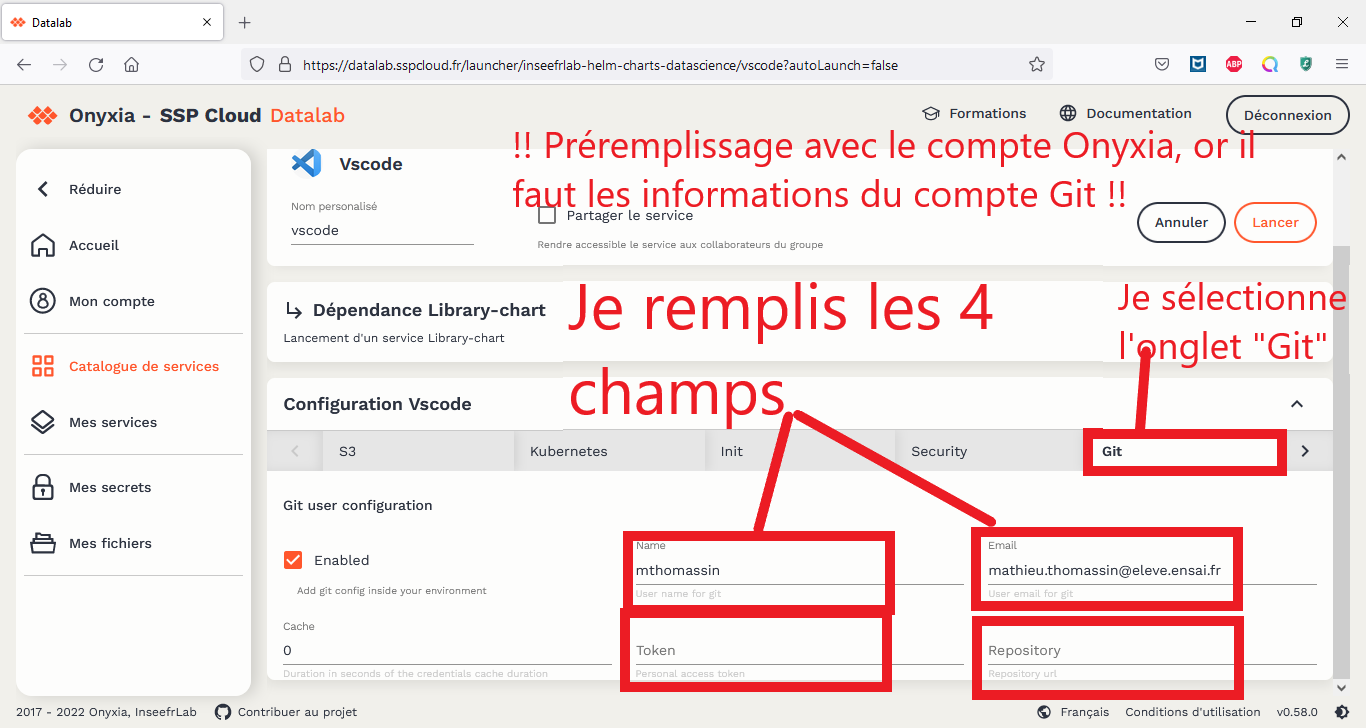 Datalab
https://datalab.sspcloud.fr/launcher/inseefrlab-helm-charts-datascience/vscode?autoLaunch=false
ABP
Onyxia - SSP Cloud Datalab
Formations
Documentation
Déconnexion
!! Préremplissage avec le compte Onyxia, or il
faut les informations du compte Git !!
Réduire
Accueil
Mon compte
Catalogue de services
Mes services
Mes secrets
Mes fichiers
Vscode
Nom personalisé
vscode
Partager le service
Rendre accessible le service aux collaborateurs du groupe
Annuler
Lancer
Dépendance Library-chart
Lancement d'un service Library-chart
Je remplis les 4
champs
Je sélectionne
l'onglet "Git"
Configuration Vscode
S3
Kubernetes
Init
Security
Git
Git user configuration
Enabled
Add git config inside your environment
Name
mthomassin
User name for git
Email
mathieu.thomassin@eleve.ensai.fr
User email for git
Cache
0
Duration in seconds of the credentials cache duration
Token
Personal access token
Repository
Repository url
2017 - 2022 Onyxia, InseefrLab
Contribuer au projet
Français
Conditions d'utilisation
v0.58.0